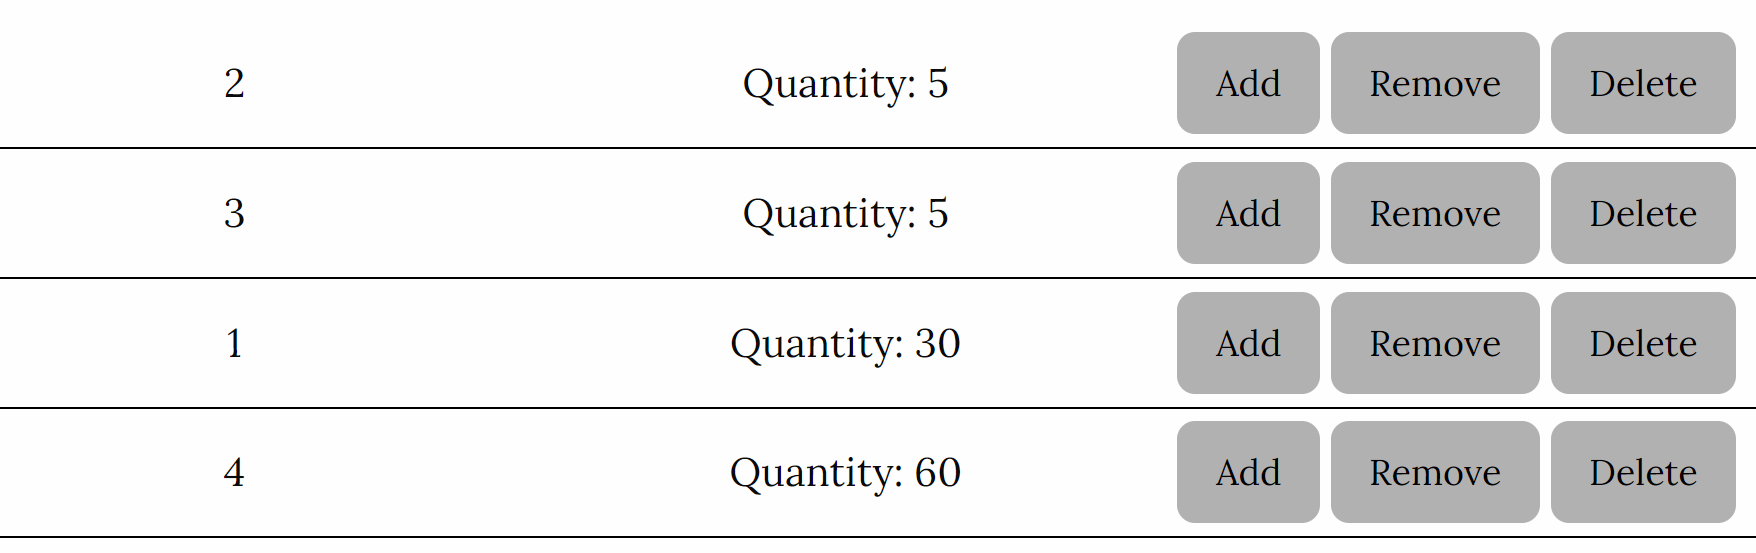 2 Quantity: 5 Add Remove Delete
3 Quantity: 5 Add Remove Delete
1 Quantity: 30 Add Remove Delete
4 Quantity: 60 Add Remove Delete